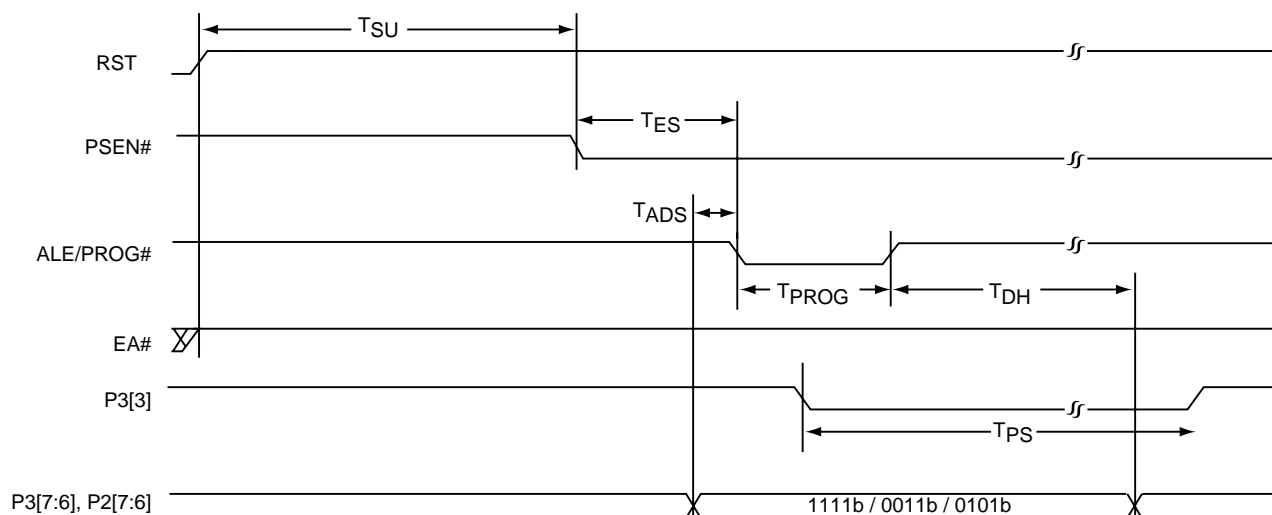 TSU
RST
TES
PSEN#
TADS
ALE/PROG#
TPROG
TDH
EA#
P3[3]
TPS
P3[7:6], P2[7:6]
1111b / 0011b / 0101b